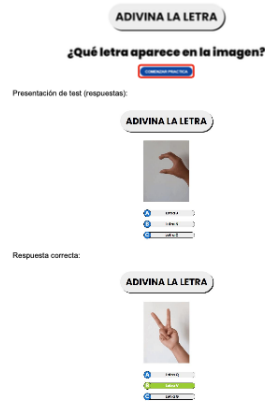 ADIVINA LA LETRA
¿Qué letra aparece en la imagen?
COMENZAR PRÁCTICA
Presentación de test (respuestas):
ADIVINA LA LETRA
A
B
C
Respuesta correcta:
ADIVINA LA LETRA
A
B
C